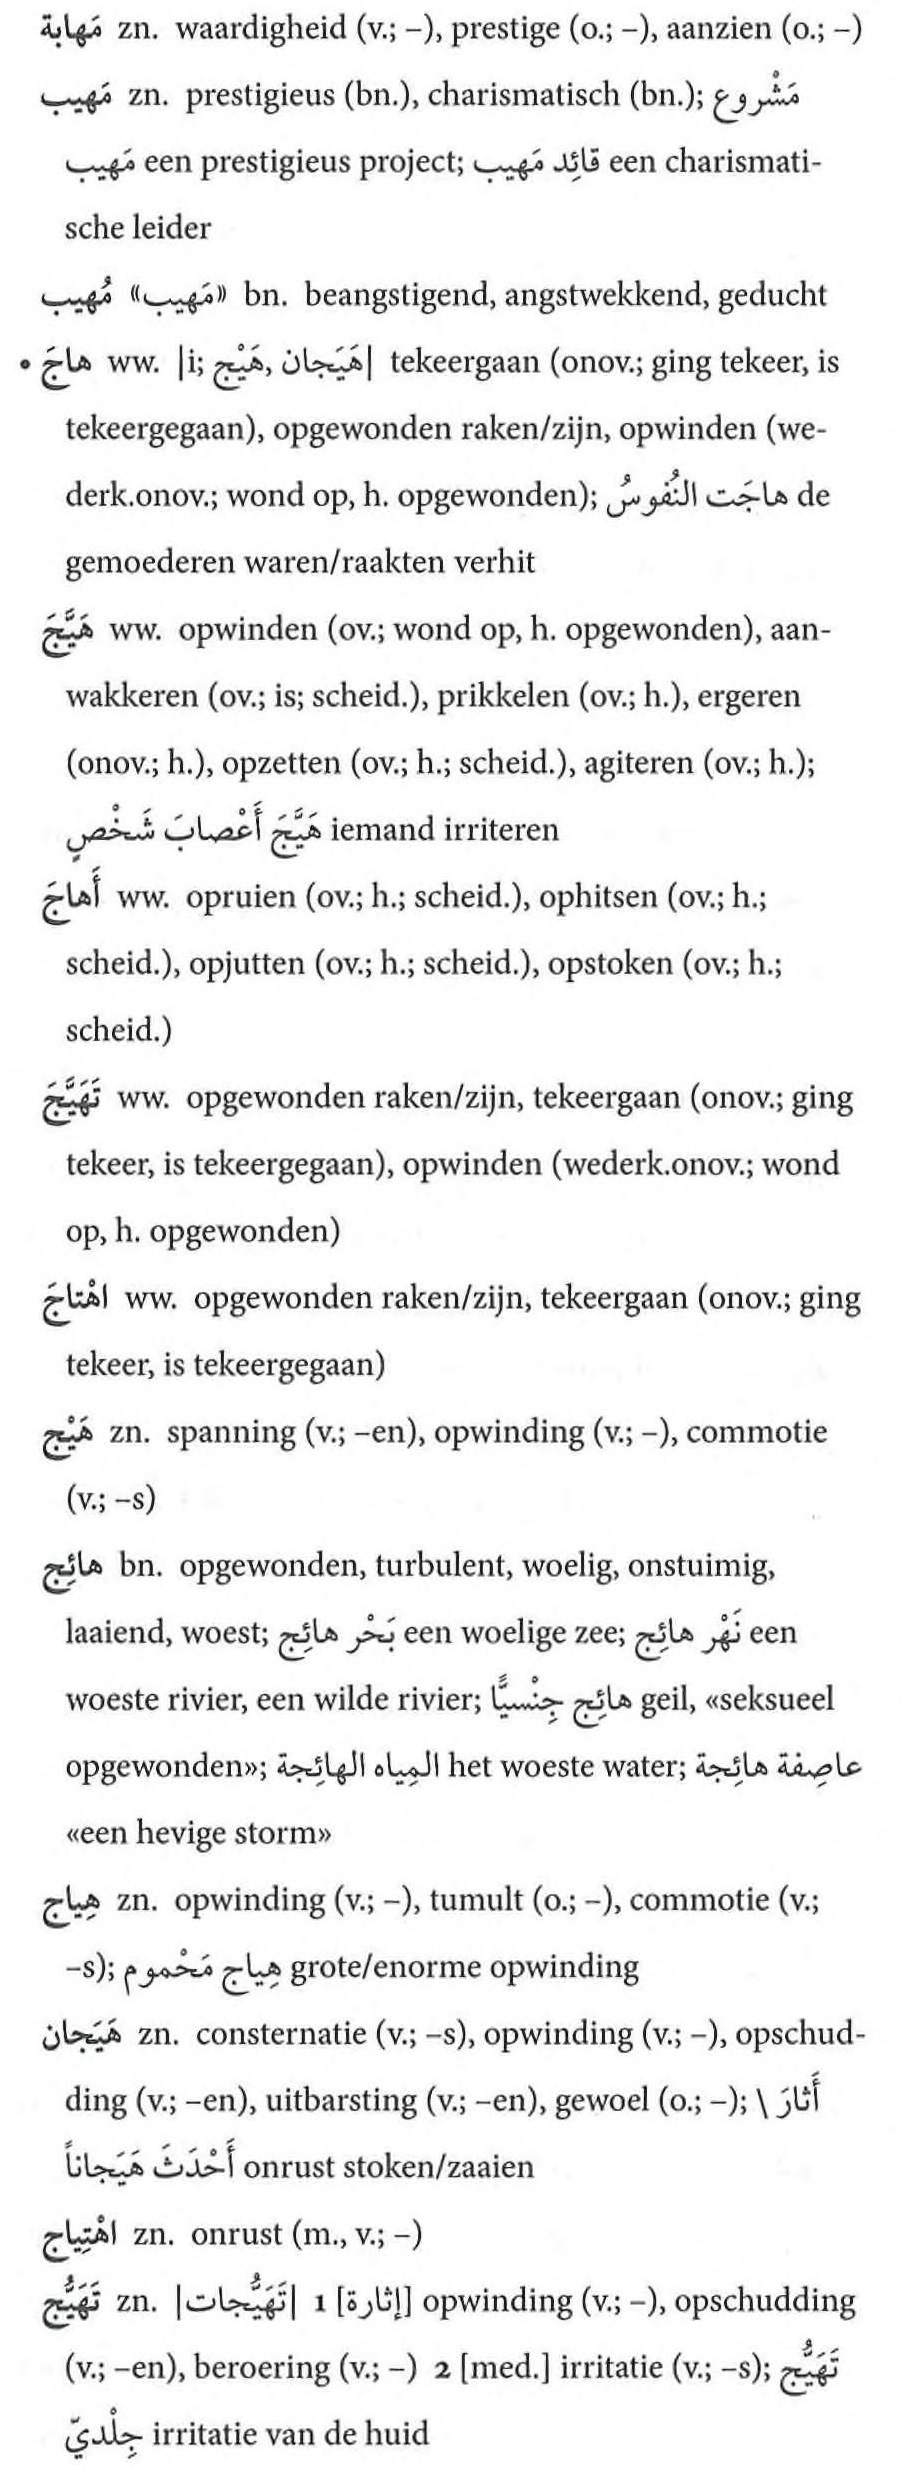 مَهابة zn. waardigheid (v.; –), prestige (o.; –), aanzien (o.; –)
مَهيب zn. prestigieus (bn.), charismatisch (bn.); مَشْروع
مَهيب een prestigieus project; قائِد مَهيب een charismati-
sche leider
مُهيب «مَهيب» bn. beangstigend, angstwekkend, geducht
• هاجَ ww. |i; هَيْج, هَيَجان| tekeergaan (onov.; ging tekeer, is
tekeergegaan), opgewonden raken/zijn, opwinden (we-
derk.onov.; wond op, h. opgewonden); هاجَت النُفوسُ de
gemoederen waren/raakten verhit
هَيَّجَ ww. opwinden (ov.; wond op, h. opgewonden), aan-
wakkeren (ov.; is; scheid.), prikkelen (ov.; h.), ergeren
(onov.; h.), opzetten (ov.; h.; scheid.), agiteren (ov.; h.);
هَيَّجَ أَعْصابَ شَخْصٍ iemand irriteren
أَهاجَ ww. opruien (ov.; h.; scheid.), ophitsen (ov.; h.;
scheid.), opjutten (ov.; h.; scheid.), opstoken (ov.; h.;
scheid.)
تَهَيَّجَ ww. opgewonden raken/zijn, tekeergaan (onov.; ging
tekeer, is tekeergegaan), opwinden (wederk.onov.; wond
op, h. opgewonden)
اهْتاجَ ww. opgewonden raken/zijn, tekeergaan (onov.; ging
tekeer, is tekeergegaan)
هَيْج zn. spanning (v.; –en), opwinding (v.; –), commotie
(v.; –s)
هائِج bn. opgewonden, turbulent, woelig, onstuimig,
laaiend, woest; بَحْر هائِج een woelige zee; نَهْر هائِج een
woeste rivier, een wilde rivier; هائِج جِنْسيًّا geil, «seksueel
opgewonden»; المِياه الهائِجة het woeste water; عاصِفة هائِجة
«een hevige storm»
هِياج zn. opwinding (v.; –), tumult (o.; –), commotie (v.;
–s); هِياج مَحْموم grote/enorme opwinding
هَيَجان zn. consternatie (v.; –s), opwinding (v.; –), opschud-
ding (v.; –en), uitbarsting (v.; –en), gewoel (o.; –); أَثارَ \
أَحْدَثَ هَيَجاناً onrust stoken/zaaien
اهْتِياج zn. onrust (m., v.; –)
تَهَيُّج zn. |تَهَيُّجات| 1 [إثارة] opwinding (v.; –), opschudding
(v.; –en), beroering (v.; –) 2 [med.] irritatie (v.; –s); تَهَيُّج
جِلْديّ irritatie van de huid